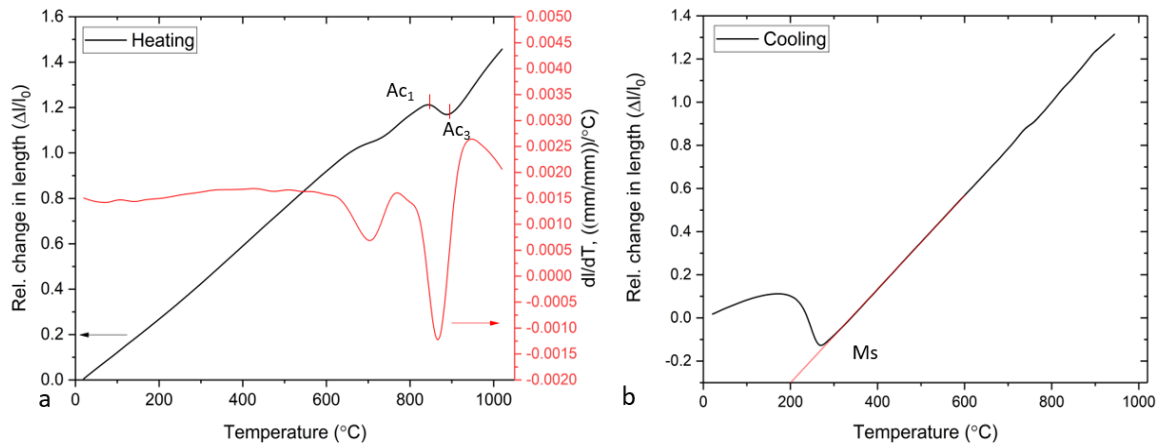 Heating
Rel. change in length (Δl/l₀)
1.6
1.4
1.2
1.0
0.8
0.6
0.4
0.2
0.0
Ac₁
Ac₃
0.0050
0.0045
0.0040
0.0035
0.0030
0.0025
0.0020
0.0015
0.0010
0.0005
0.0000
-0.0005
-0.0010
-0.0015
-0.0020
dl/dT, ((mm/mm))/°C
0 200 400 600 800 1000
Temperature (°C)
a
Cooling
Rel. change in length (Δl/l₀)
1.4
1.2
1.0
0.8
0.6
0.4
0.2
0.0
-0.2
Ms
0 200 400 600 800 1000
Temperature (°C)
b